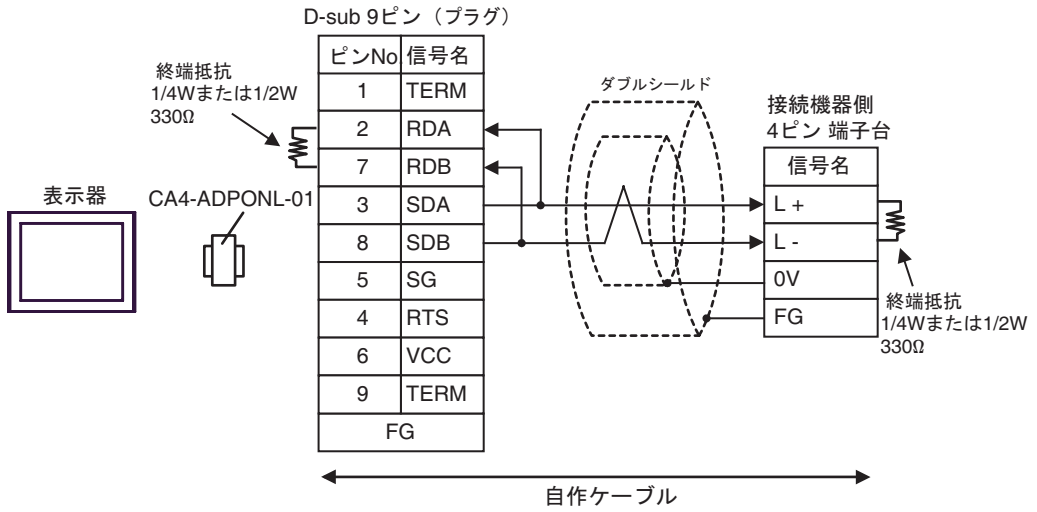 D-sub 9ピン（プラグ）
ピンNo. 信号名
1 TERM
2 RDA
7 RDB
3 SDA
8 SDB
5 SG
4 RTS
6 VCC
9 TERM
FG
終端抵抗
1/4Wまたは1/2W
330Ω
表示器
CA4-ADPONL-01
ダブルシールド
接続機器側
4ピン 端子台
信号名
L +
L -
0V
FG
終端抵抗
1/4Wまたは1/2W
330Ω
自作ケーブル